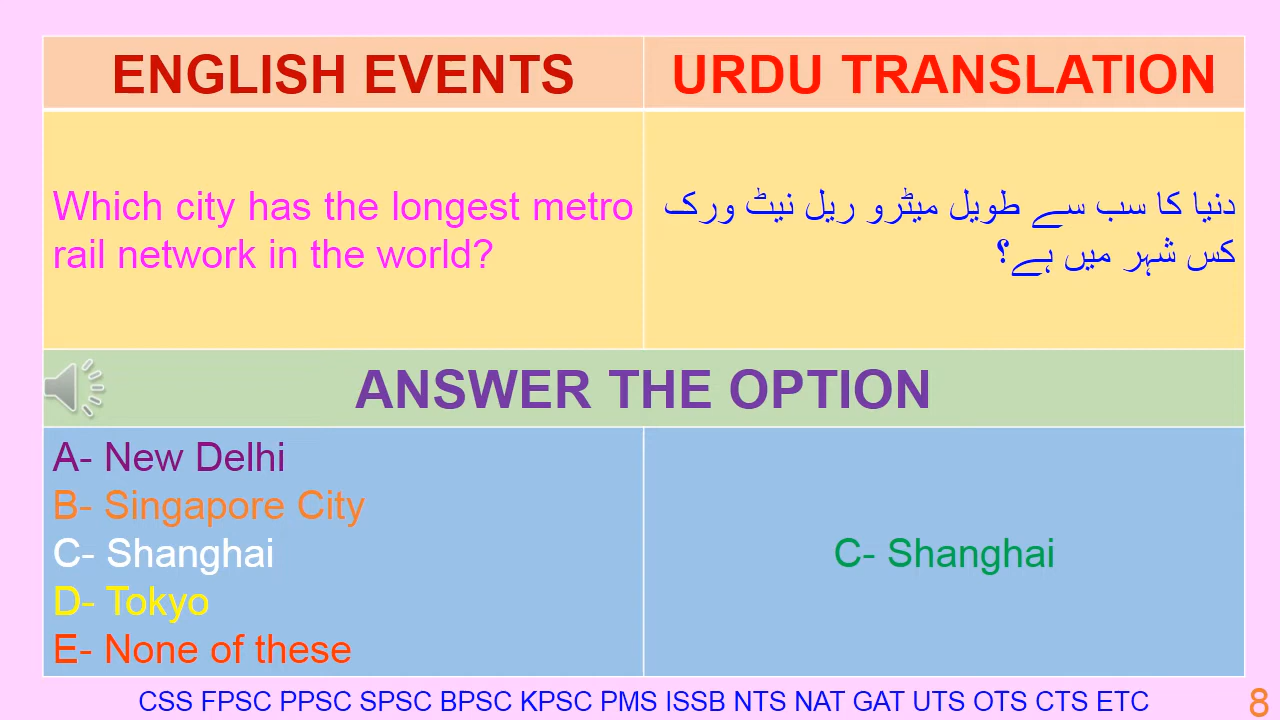 ENGLISH EVENTS
URDU TRANSLATION
Which city has the longest metro
rail network in the world?
دنیا کا سب سے طویل میٹرو ریل نیٹ ورک
کس شہر میں ہے؟
ANSWER THE OPTION
A- New Delhi
B- Singapore City
C- Shanghai
D- Tokyo
E- None of these
C- Shanghai
CSS FPSC PPSC SPSC BPSC KPSC PMS ISSB NTS NAT GAT UTS OTS CTS ETC
8